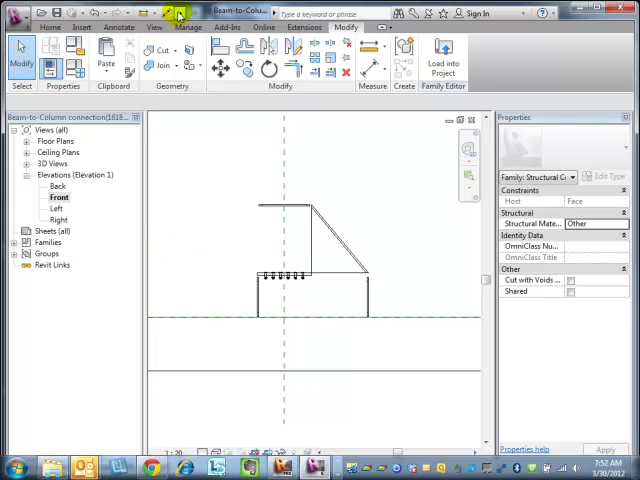 Beam-to-Colu...
Type a keyword or phrase
Sign In
Home Insert Annotate View Manage Add-Ins Online Extensions Modify
Modify
Paste
Cut
Join
Load into
Project
Select Properties Clipboard Geometry Modify Measure Create Family Editor
Beam-to-Column connection(1618...
Views (all)
Floor Plans
Ceiling Plans
3D Views
Elevations (Elevation 1)
Back
Front
Left
Right
Sheets (all)
Families
Groups
Revit Links
1 : 20
Properties
Family: Structural C
Edit Type
Constraints
Host Face
Structural
Structural Mate... Other
Identity Data
OmniClass Nu...
OmniClass Title
Other
Cut with Voids ...
Shared
Properties help
Apply
7:52 AM
3/30/2012